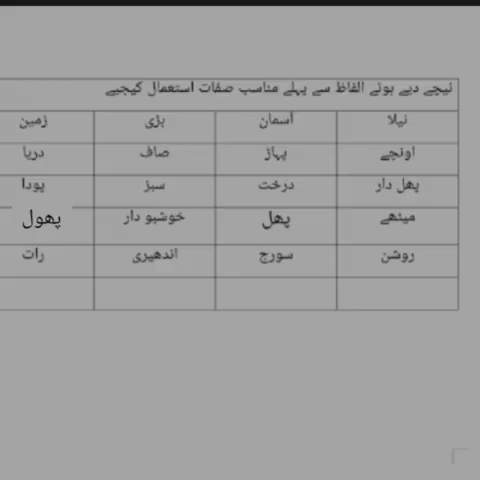 نیچے دیے ہوئے الفاظ سے پہلے مناسب صفات استعمال کیجیے
نیلا آسمان بڑی زمین
اونچے پہاڑ صاف دریا
پھل دار درخت سبز پودا
میٹھے پھل خوشبو دار پھول
روشن سورج اندھیری رات